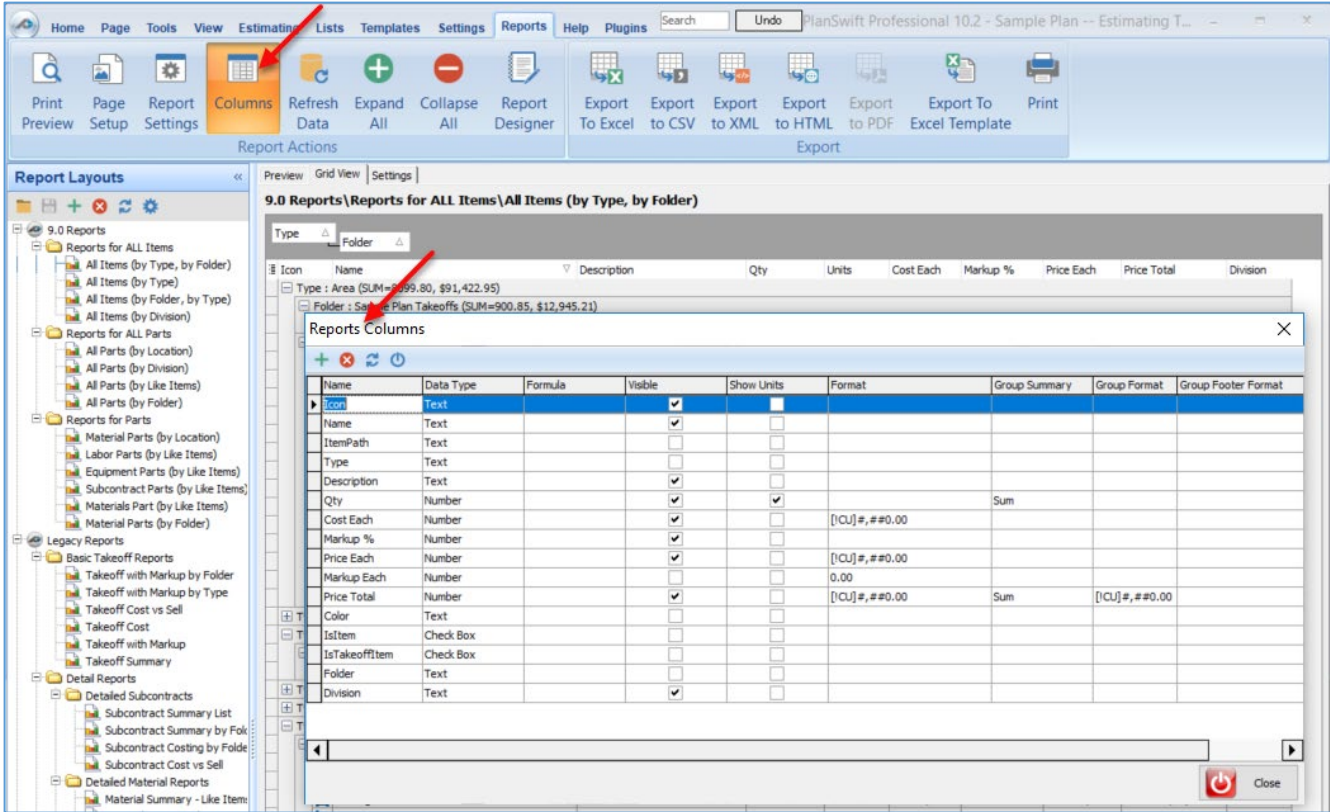 Home Page Tools View Estimating Lists Templates Settings Reports Help Plugins Search Undo PlanSwift Professional 10.2 - Sample Plan -- Estimating T...
Print Preview
Page Setup
Report Settings
Columns
Refresh Data
Expand All
Collapse All
Report Designer
Export To Excel
Export to CSV
Export to XML
Export to HTML
Export to PDF
Export To Excel Template
Print
Report Actions
Export
Report Layouts «
9.0 Reports
Reports for ALL Items
All Items (by Type, by Folder)
All Items (by Type)
All Items (by Folder, by Type)
All Items (by Division)
Reports for ALL Parts
All Parts (by Location)
All Parts (by Division)
All Parts (by Like Items)
All Parts (by Folder)
Reports for Parts
Material Parts (by Location)
Labor Parts (by Like Items)
Equipment Parts (by Like Items)
Subcontract Parts (by Like Items)
Materials Part (by Like Items)
Material Parts (by Folder)
Legacy Reports
Basic Takeoff Reports
Takeoff with Markup by Folder
Takeoff with Markup by Type
Takeoff Cost vs Sell
Takeoff Cost
Takeoff with Markup
Takeoff Summary
Detail Reports
Detailed Subcontracts
Subcontract Summary List
Subcontract Summary by Fol
Subcontract Costing by Folde
Subcontract Cost vs Sell
Detailed Material Reports
Material Summary - Like Item
Preview Grid View Settings
9.0 Reports\Reports for ALL Items\All Items (by Type, by Folder)
Type
Folder
Icon Name Description Qty Units Cost Each Markup % Price Each Price Total Division
Type : Area (SUM= 99.80, $91,422.95)
Folder : Sample Plan Takeoffs (SUM=900.85, $12,945.21)
Reports Columns
Name Data Type Formula Visible Show Units Format Group Summary Group Format Group Footer Format
Icon Text
Name Text
ItemPath Text
Type Text
Description Text
Qty Number Sum
Cost Each Number [!CU]#,##0.00
Markup % Number
Price Each Number [!CU]#,##0.00
Markup Each Number 0.00
Price Total Number [!CU]#,##0.00 Sum [!CU]#,##0.00
Color Text
IsItem Check Box
IsTakeoffItem Check Box
Folder Text
Division Text
Close